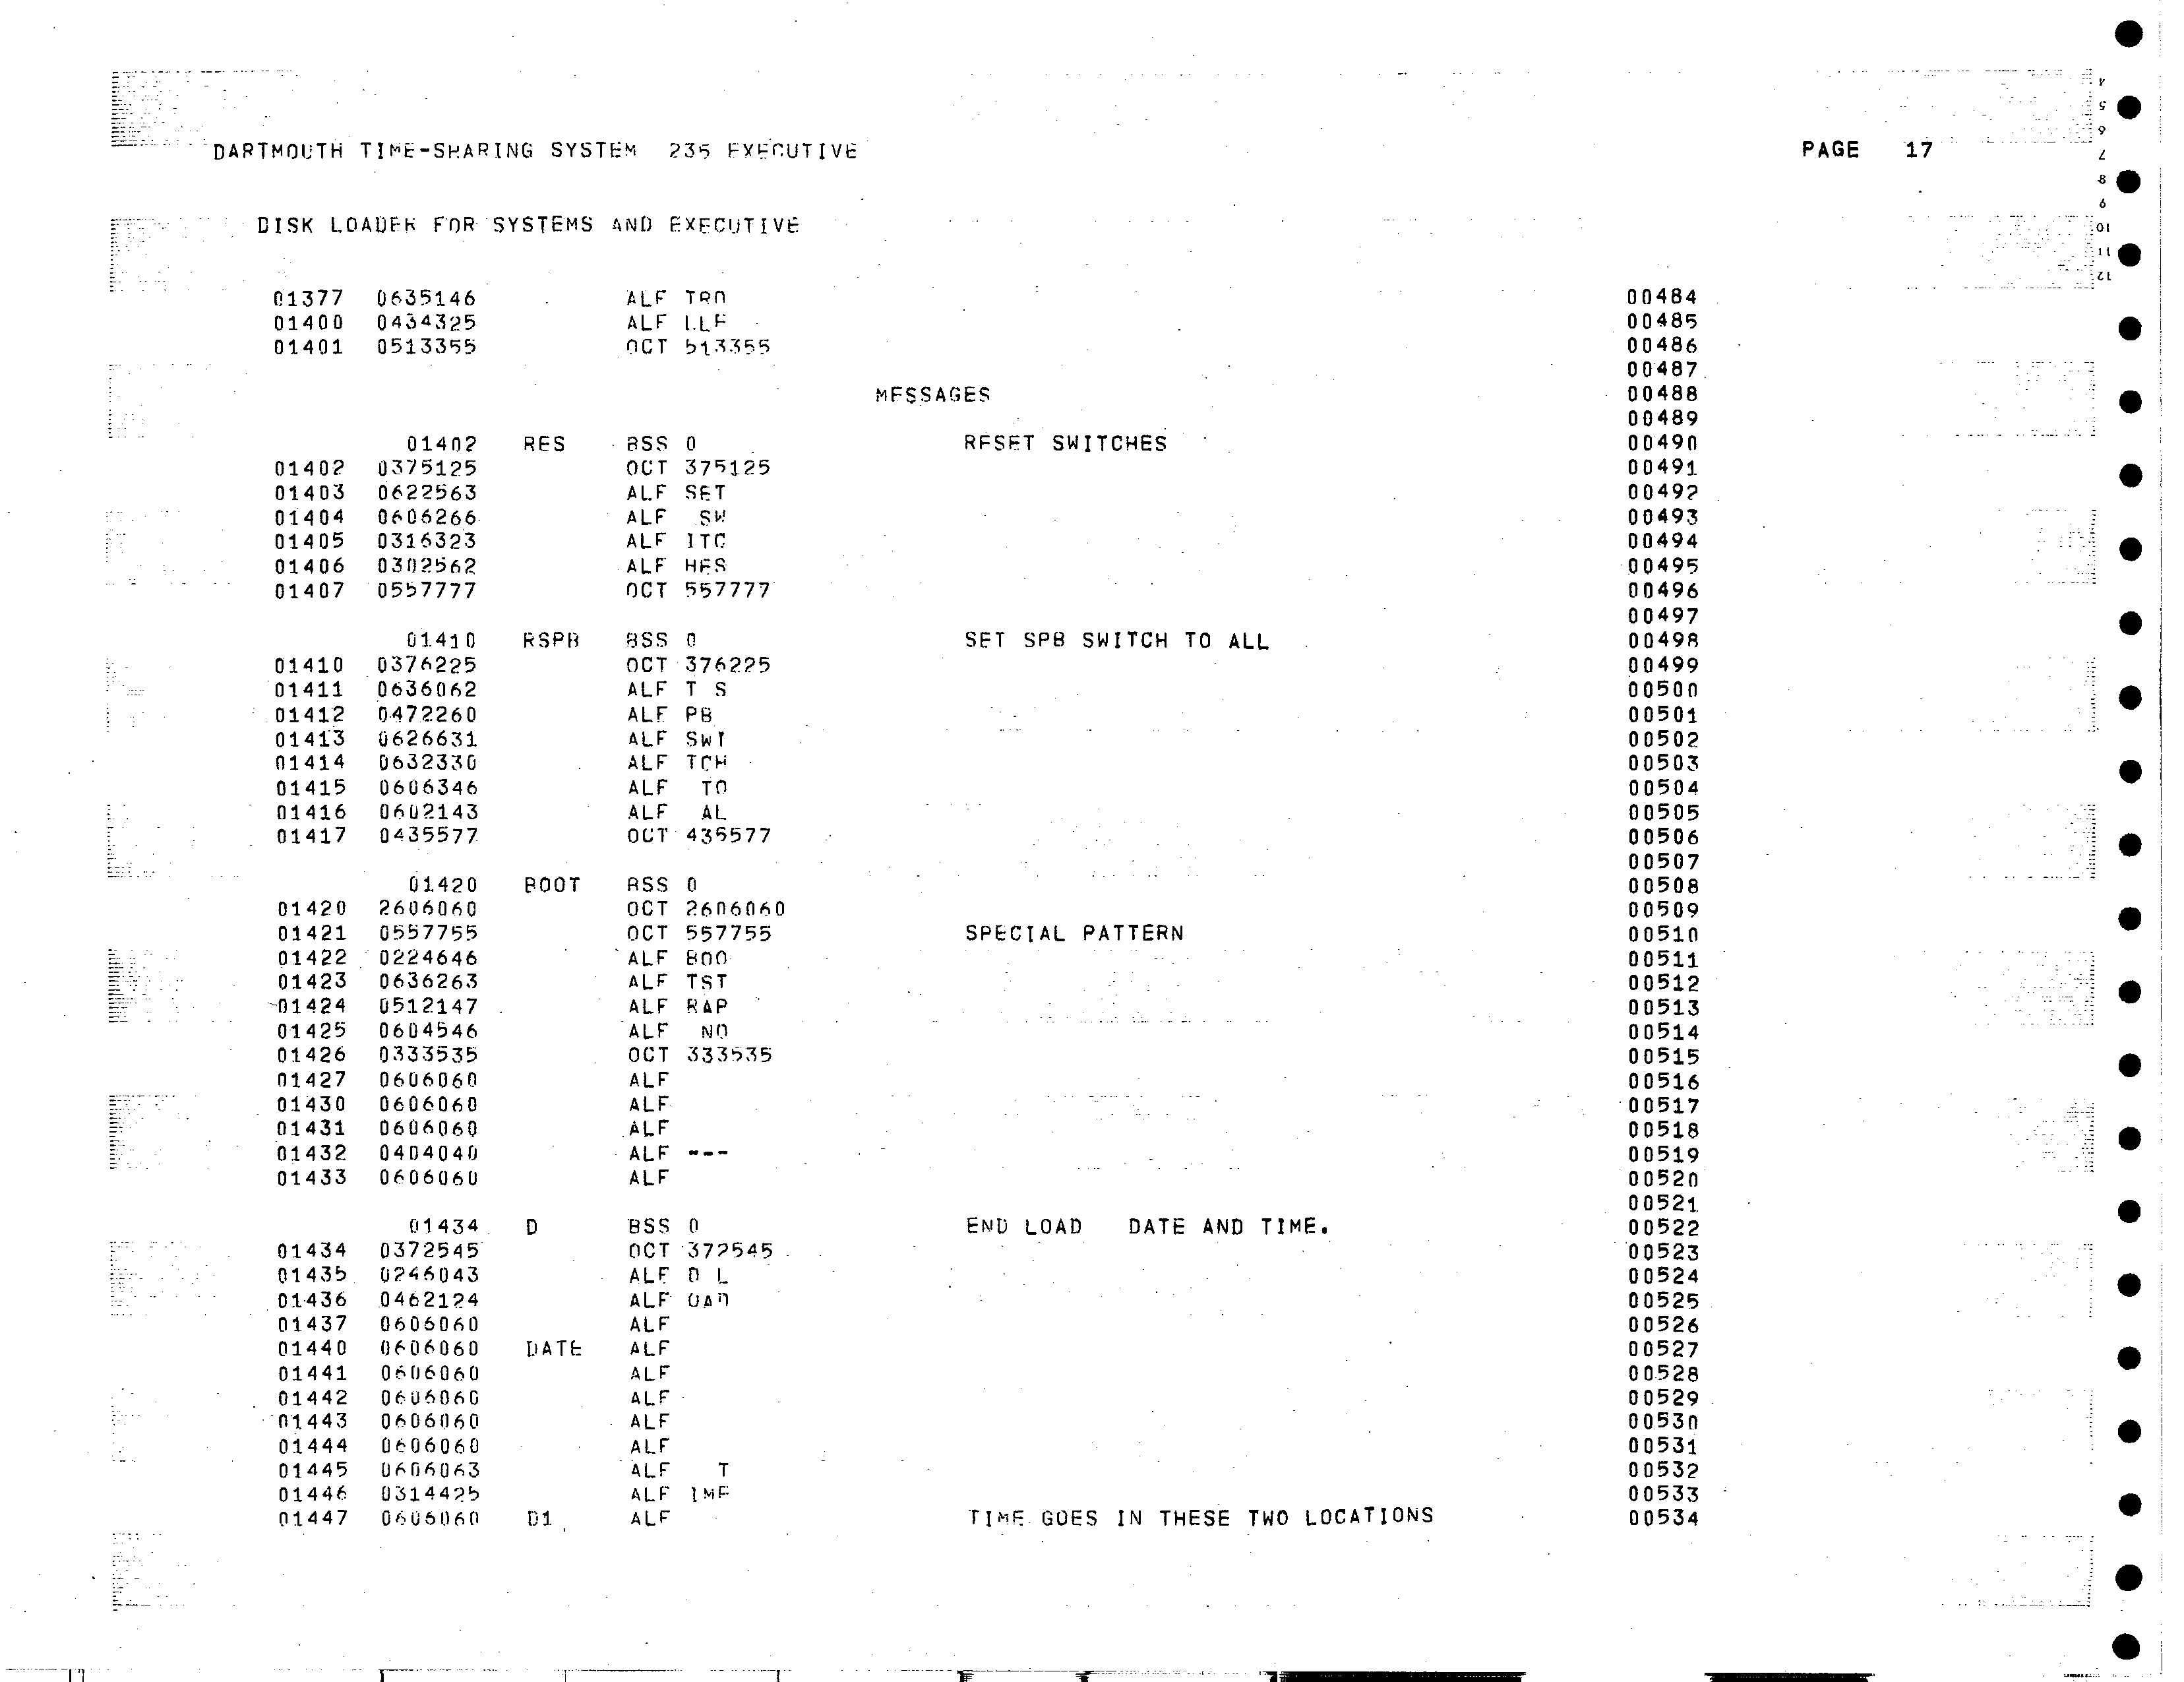 DARTMOUTH TIME-SHARING SYSTEM  235 EXECUTIVE    PAGE   17
DISK LOADER FOR SYSTEMS AND EXECUTIVE
01377  0635146    ALF TRO    00484
01400  0434325    ALF LLE    00485
01401  0513355    OCT 513355    00486
00487
MESSAGES    00488
00489
01402  RES  BSS 0    RESET SWITCHES    00490
01402  0375125    OCT 375125    00491
01403  0622563    ALF SET    00492
01404  0606266    ALF  SW    00493
01405  0316323    ALF ITC    00494
01406  0302562    ALF HES    00495
01407  0557777    OCT 557777    00496
00497
01410  RSPB  BSS 0    SET SPB SWITCH TO ALL    00498
01410  0376225    OCT 376225    00499
01411  0636062    ALF T S    00500
01412  0472260    ALF PB    00501
01413  0626631    ALF SWI    00502
01414  0632330    ALF TCH    00503
01415  0606346    ALF  TO    00504
01416  0602143    ALF  AL    00505
01417  0435577    OCT 435577    00506
00507
01420  BOOT  BSS 0    00508
01420  2606060    OCT 2606060    00509
01421  0557755    OCT 557755    SPECIAL PATTERN    00510
01422  0224646    ALF BOO    00511
01423  0636263    ALF TST    00512
01424  0512147    ALF RAP    00513
01425  0604546    ALF  NO    00514
01426  0333535    OCT 333535    00515
01427  0606060    ALF    00516
01430  0606060    ALF    00517
01431  0606060    ALF    00518
01432  0404040    ALF ---    00519
01433  0606060    ALF    00520
00521
01434  D  BSS 0    END LOAD   DATE AND TIME.    00522
01434  0372545    OCT 372545    00523
01435  0246043    ALF D L    00524
01436  0462124    ALF OAD    00525
01437  0606060    ALF    00526
01440  0606060  DATE  ALF    00527
01441  0606060    ALF    00528
01442  0606060    ALF    00529
01443  0606060    ALF    00530
01444  0606060    ALF    00531
01445  0606063    ALF   T    00532
01446  0314425    ALF IME    00533
01447  0606060  D1  ALF    TIME GOES IN THESE TWO LOCATIONS    00534
4
5
6
7
8
9
10
11
12